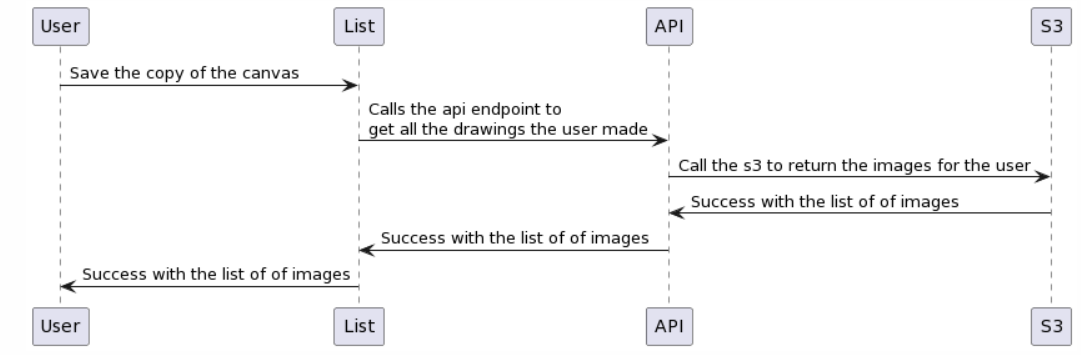 User List API S3
Save the copy of the canvas
Calls the api endpoint to
get all the drawings the user made
Call the s3 to return the images for the user
Success with the list of of images
Success with the list of of images
Success with the list of of images
User List API S3